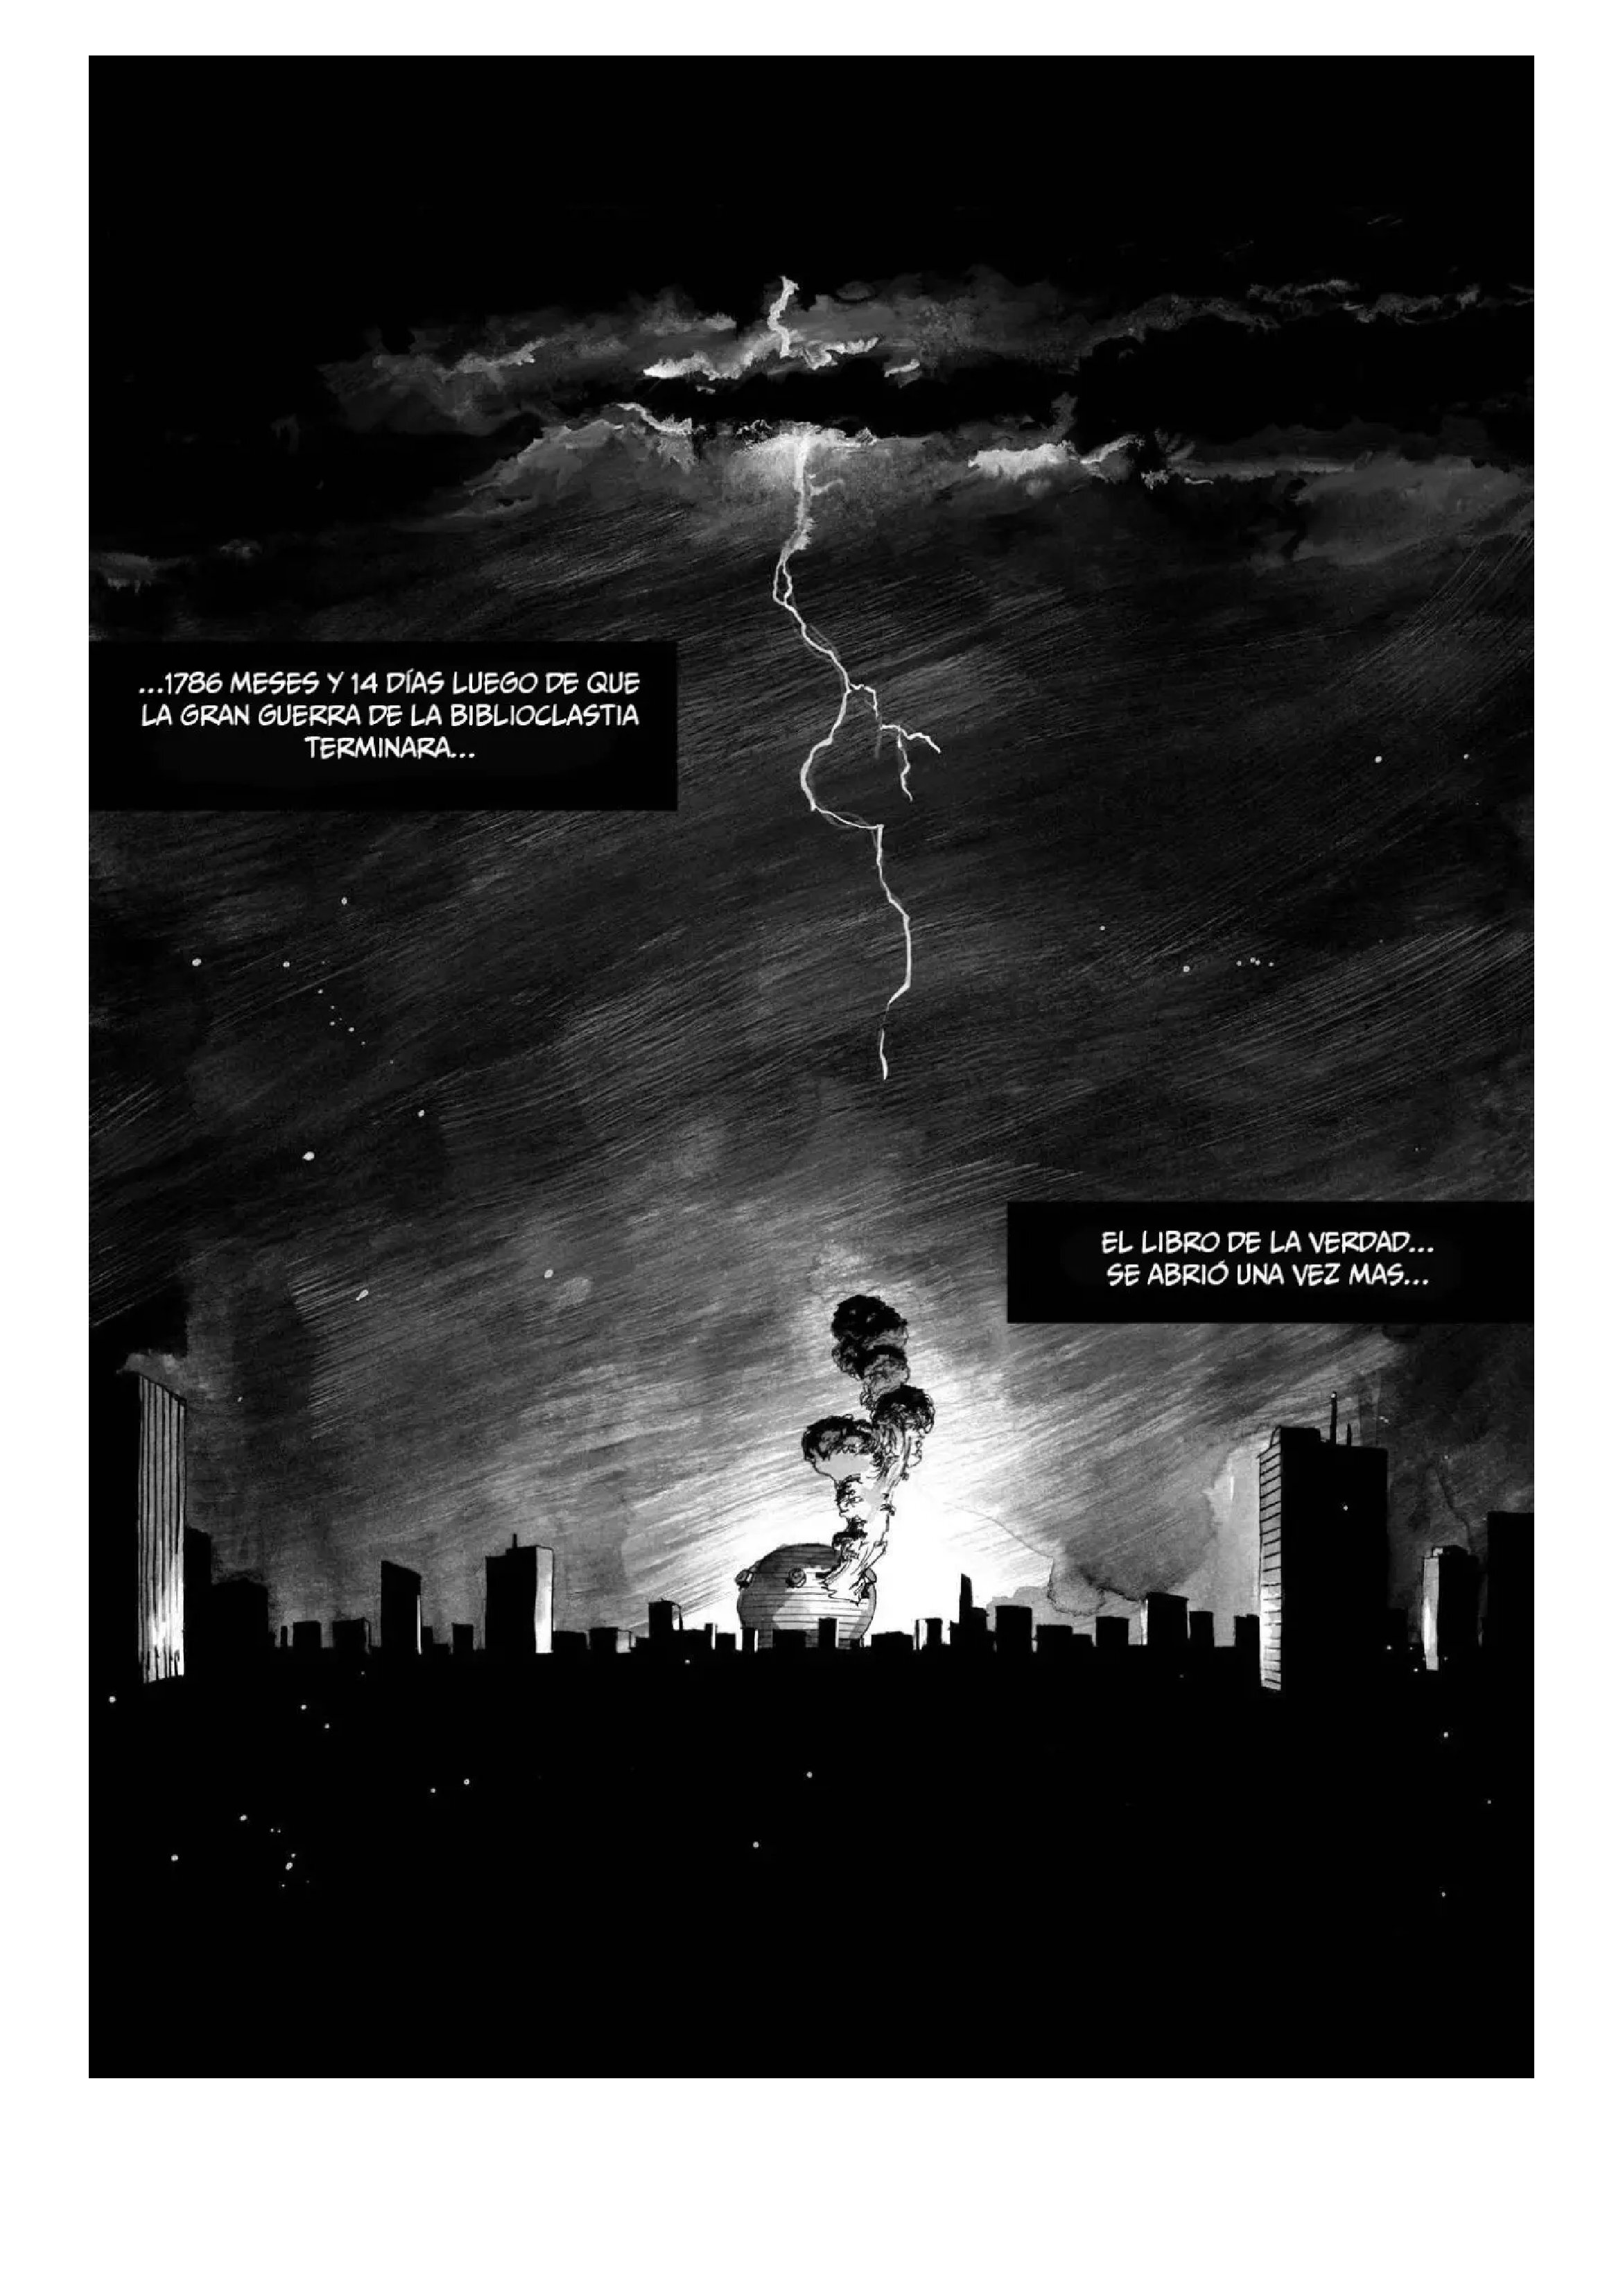 ...1786 MESES Y 14 DÍAS LUEGO DE QUE
LA GRAN GUERRA DE LA BIBLIOCLASTIA
TERMINARA...
EL LIBRO DE LA VERDAD...
SE ABRIÓ UNA VEZ MAS...